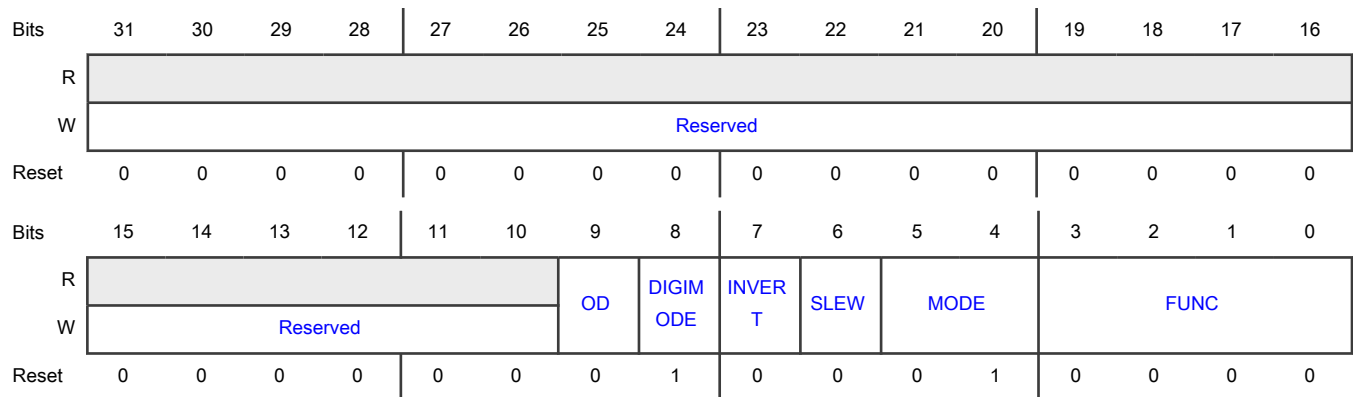 Bits 31 30 29 28 27 26 25 24 23 22 21 20 19 18 17 16
R
W Reserved
Reset 0 0 0 0 0 0 0 0 0 0 0 0 0 0 0 0
Bits 15 14 13 12 11 10 9 8 7 6 5 4 3 2 1 0
R OD DIGIM INVER SLEW MODE FUNC
W Reserved ODE T
Reset 0 0 0 0 0 0 0 1 0 0 0 1 0 0 0 0